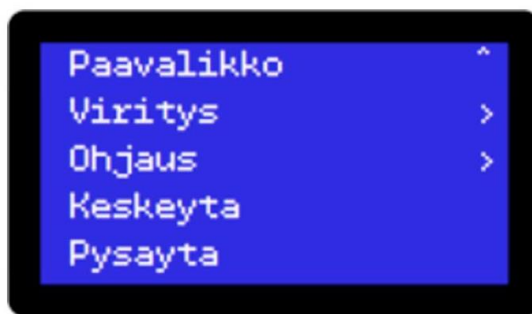 Paavalikko ^
Viritys >
Ohjaus >
Keskeyta
Pysayta